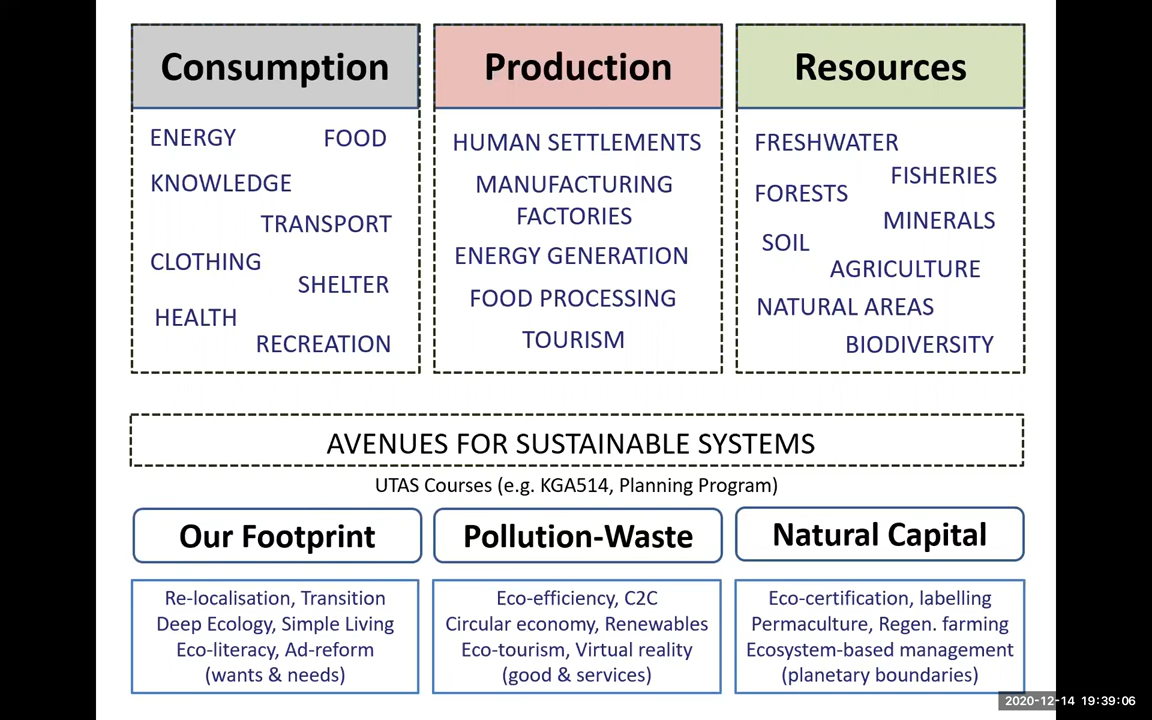 Consumption
Production
Resources
ENERGY
FOOD
KNOWLEDGE
TRANSPORT
CLOTHING
SHELTER
HEALTH
RECREATION
HUMAN SETTLEMENTS
MANUFACTURING
FACTORIES
ENERGY GENERATION
FOOD PROCESSING
TOURISM
FRESHWATER
FISHERIES
FORESTS
MINERALS
SOIL
AGRICULTURE
NATURAL AREAS
BIODIVERSITY
AVENUES FOR SUSTAINABLE SYSTEMS
UTAS Courses (e.g. KGA514, Planning Program)
Our Footprint
Pollution-Waste
Natural Capital
Re-localisation, Transition
Deep Ecology, Simple Living
Eco-literacy, Ad-reform
(wants & needs)
Eco-efficiency, C2C
Circular economy, Renewables
Eco-tourism, Virtual reality
(good & services)
Eco-certification, labelling
Permaculture, Regen. farming
Ecosystem-based management
(planetary boundaries)
2020-12-14 19:39:06